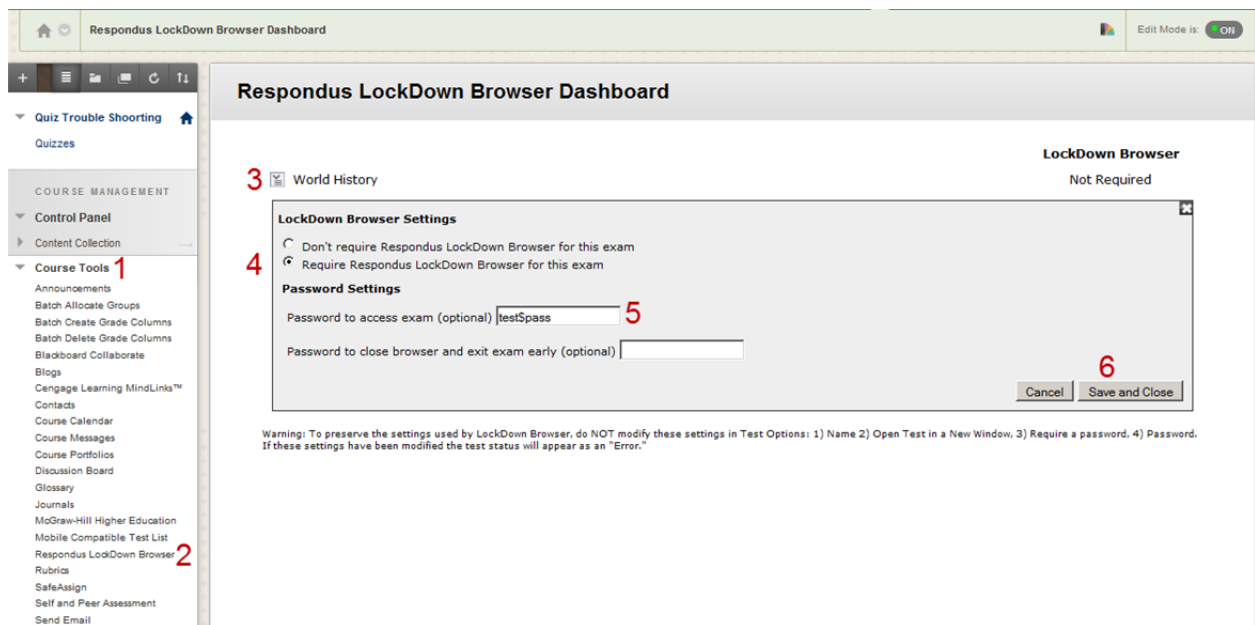 Respondus LockDown Browser Dashboard
Edit Mode is: ON
Quiz Trouble Shoorting
Quizzes
COURSE MANAGEMENT
Control Panel
Content Collection
Course Tools 1
Announcements
Batch Allocate Groups
Batch Create Grade Columns
Batch Delete Grade Columns
Blackboard Collaborate
Blogs
Cengage Learning MindLinks™
Contacts
Course Calendar
Course Messages
Course Portfolios
Discussion Board
Glossary
Journals
McGraw-Hill Higher Education
Mobile Compatible Test List
Respondus LockDown Browser 2
Rubrics
SafeAssign
Self and Peer Assessment
Send Email
Respondus LockDown Browser Dashboard
LockDown Browser
3 World History Not Required
LockDown Browser Settings
Don't require Respondus LockDown Browser for this exam
4 Require Respondus LockDown Browser for this exam
Password Settings
Password to access exam (optional) test$pass 5
Password to close browser and exit exam early (optional)
6
Cancel Save and Close
Warning: To preserve the settings used by LockDown Browser, do NOT modify these settings in Test Options: 1) Name 2) Open Test in a New Window, 3) Require a password, 4) Password.
If these settings have been modified the test status will appear as an "Error."